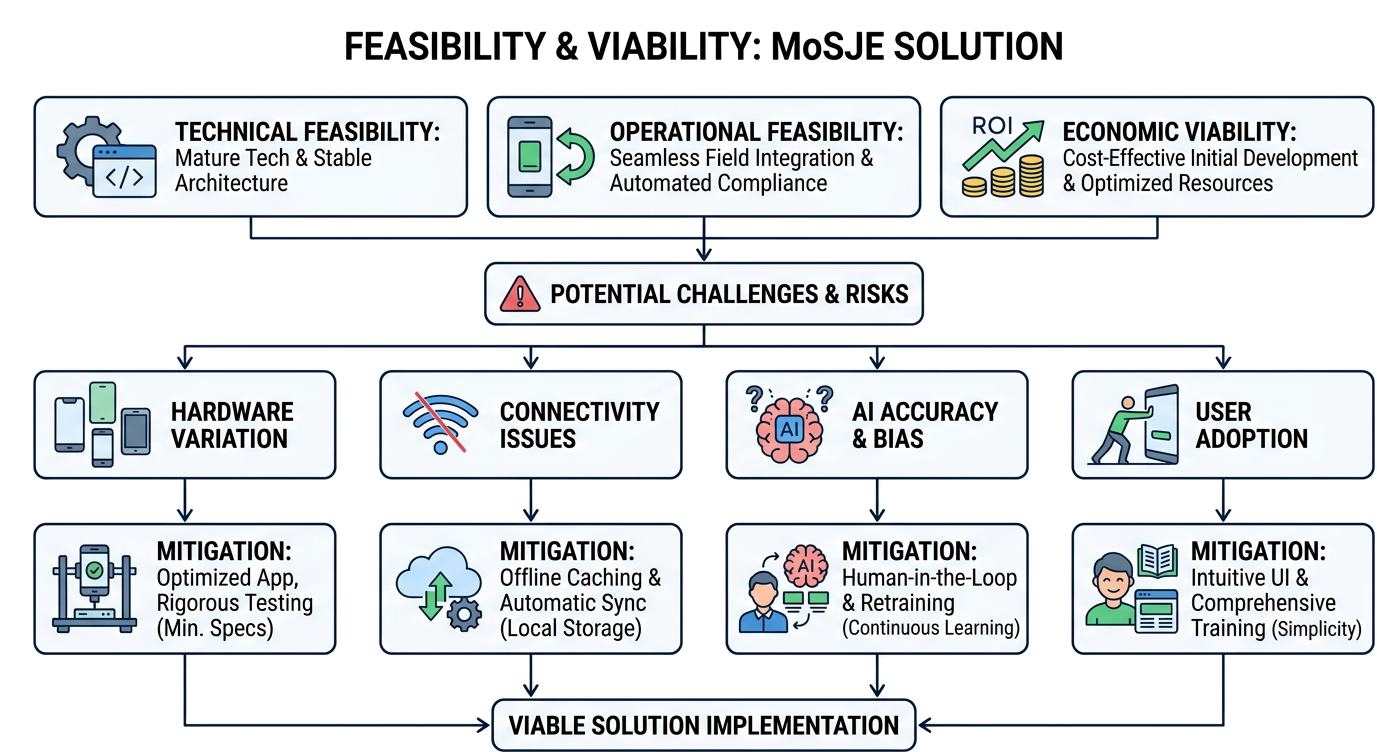 FEASIBILITY & VIABILITY: MoSJE SOLUTION
TECHNICAL FEASIBILITY:
Mature Tech & Stable
Architecture
</>
OPERATIONAL FEASIBILITY:
Seamless Field Integration &
Automated Compliance
ROI
ECONOMIC VIABILITY:
Cost-Effective Initial Development
& Optimized Resources
POTENTIAL CHALLENGES & RISKS
HARDWARE
VARIATION
CONNECTIVITY
ISSUES
? ?
AI
AI ACCURACY
& BIAS
USER
ADOPTION
MITIGATION:
Optimized App,
Rigorous Testing
(Min. Specs)
MITIGATION:
Offline Caching &
Automatic Sync
(Local Storage)
AI
MITIGATION:
Human-in-the-Loop
& Retraining
(Continuous Learning)
MITIGATION:
Intuitive UI &
Comprehensive
Training (Simplicity)
VIABLE SOLUTION IMPLEMENTATION